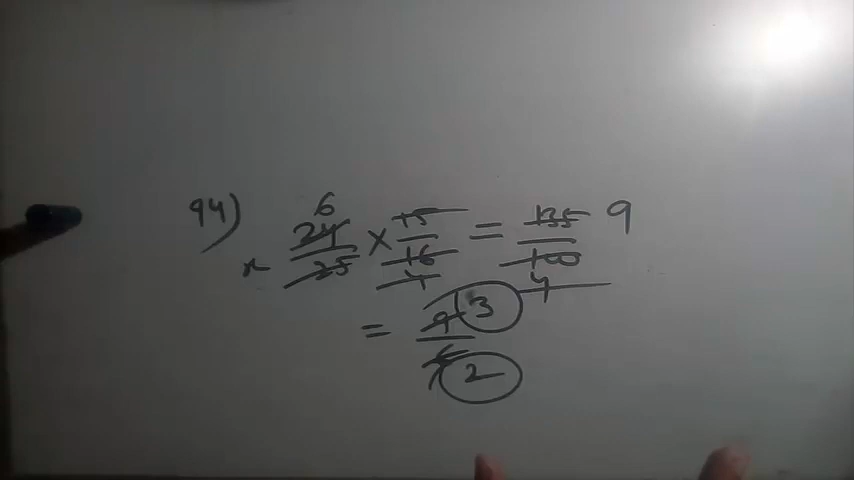 94)
6
x 24/25 × 15/16 = 135/100 9
4 4
= 9/6 3
2